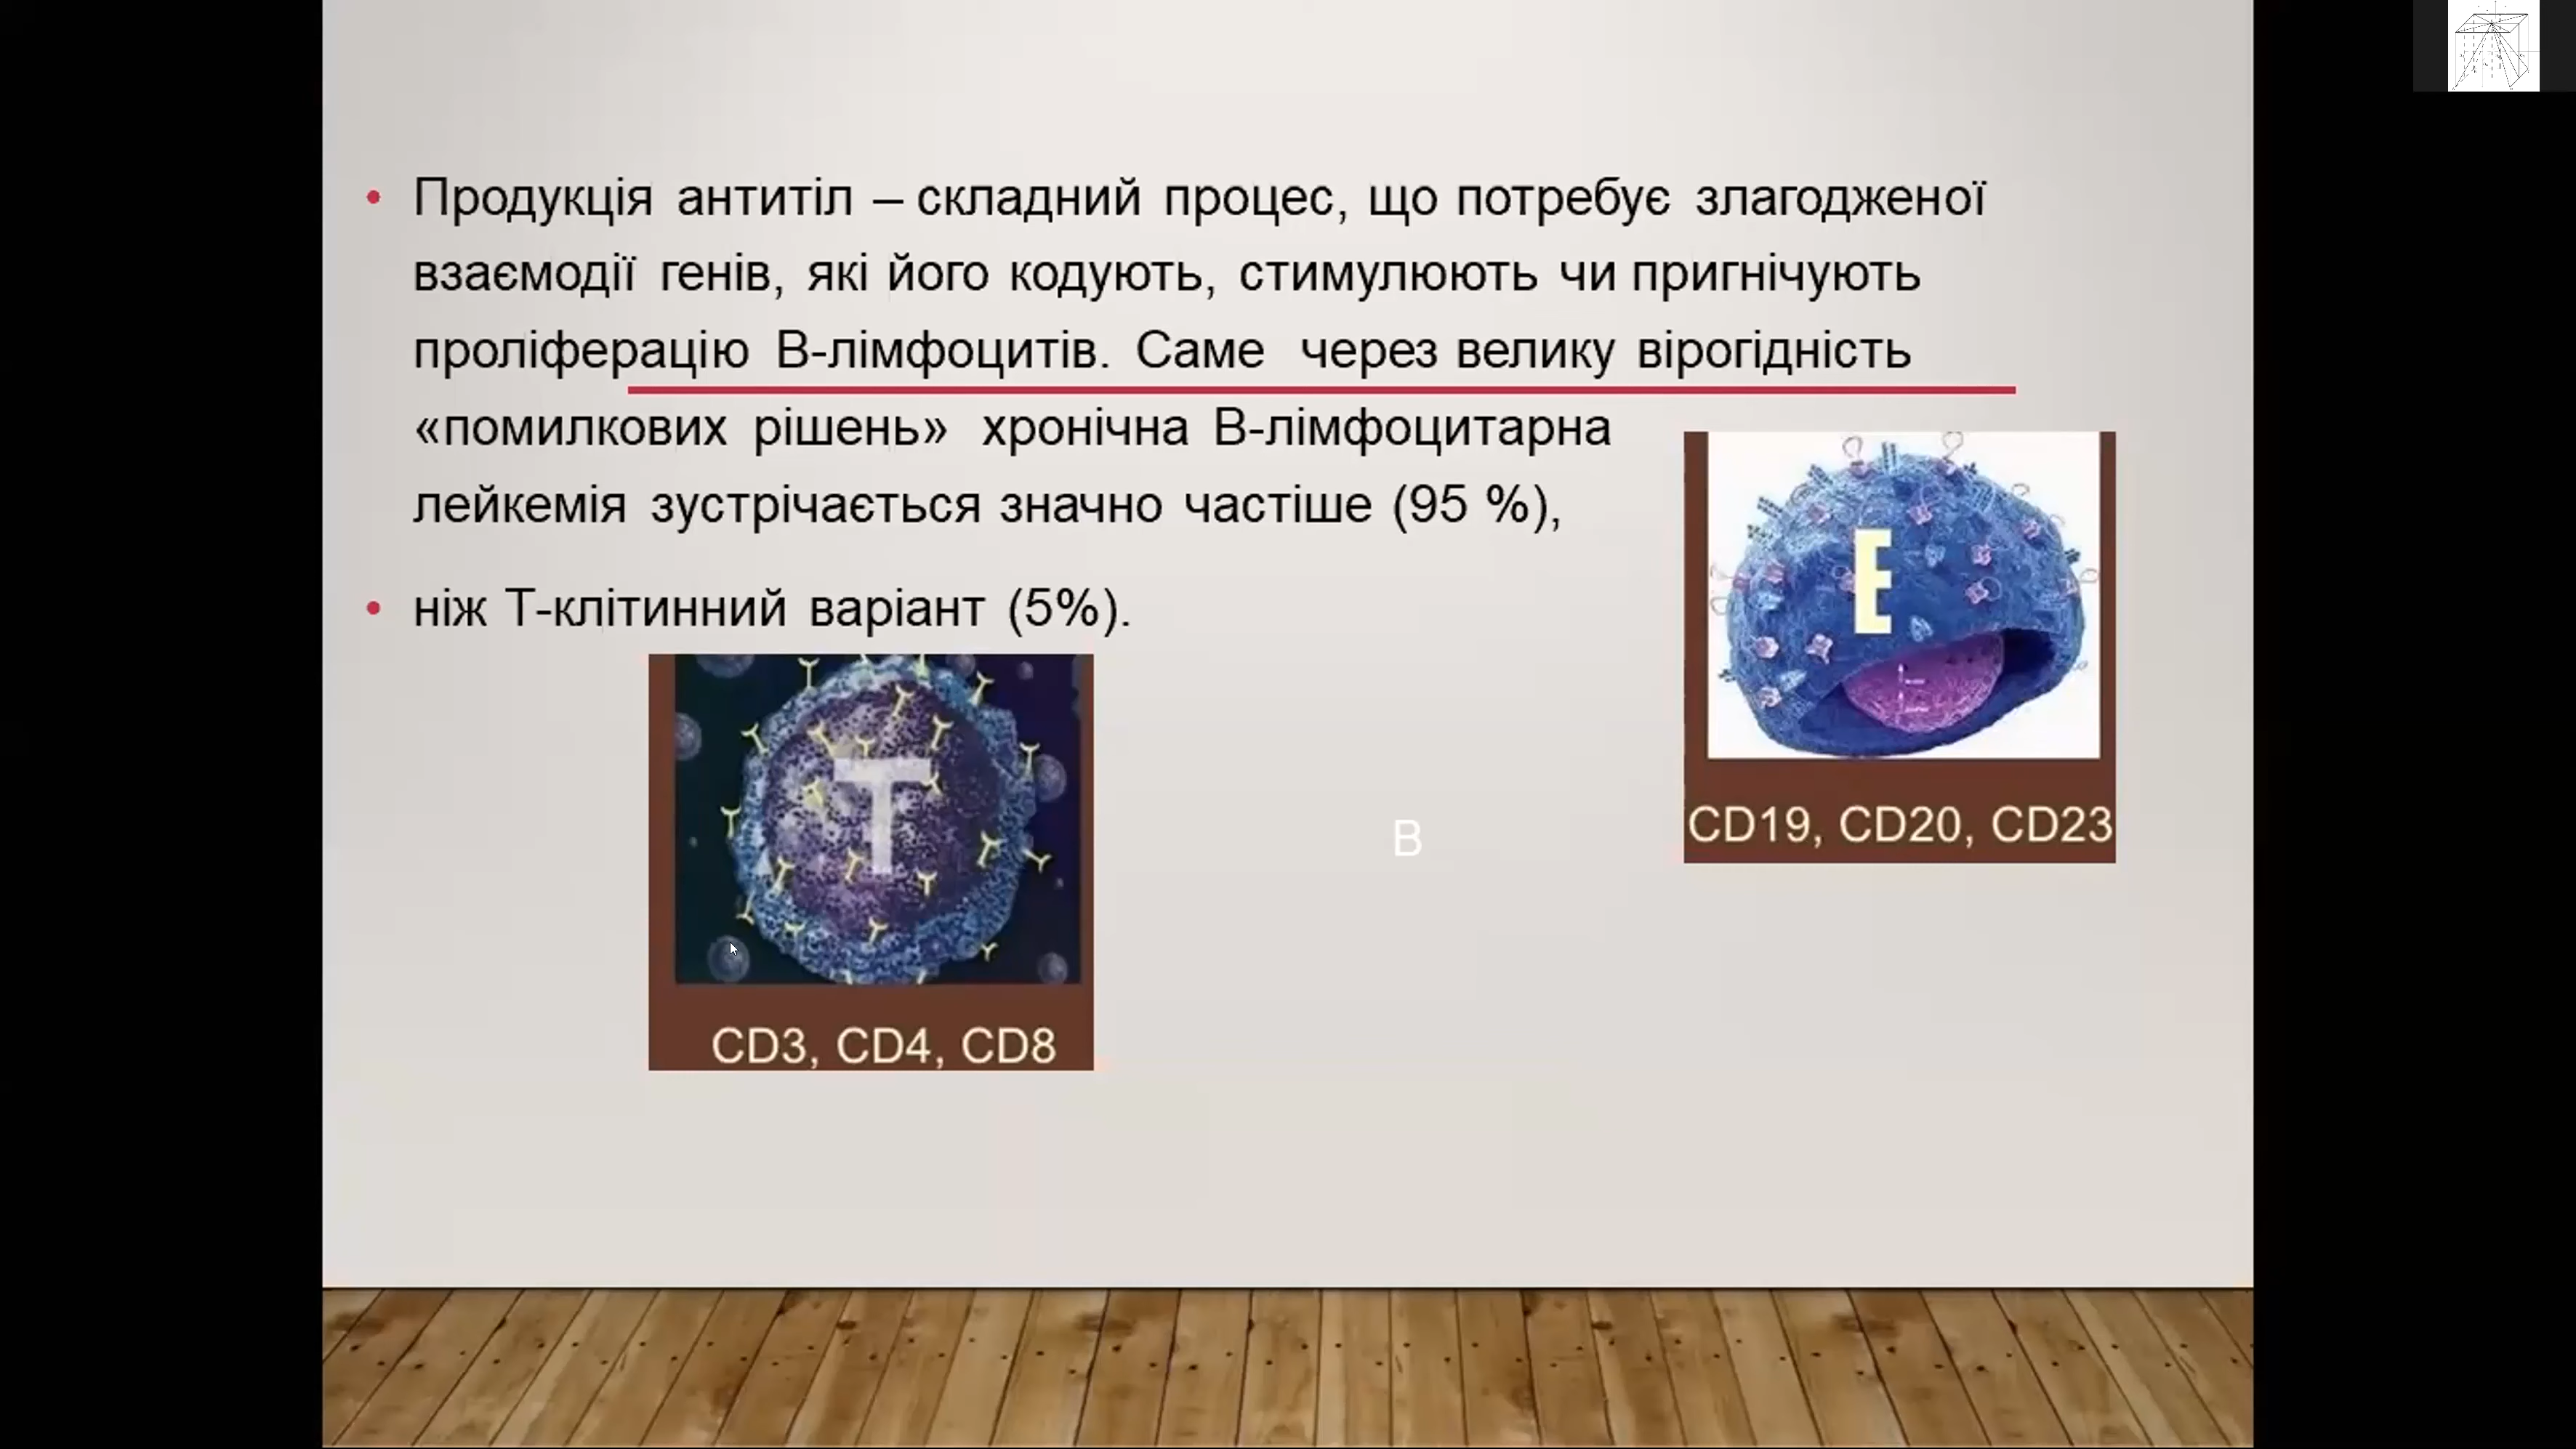 Продукція антитіл – складний процес, що потребує злагодженої
взаємодії генів, які його кодують, стимулюють чи пригнічують
проліферацію В-лімфоцитів. Саме через велику вірогідність
«помилкових рішень» хронічна В-лімфоцитарна
лейкемія зустрічається значно частіше (95 %),
ніж Т-клітинний варіант (5%).
E
CD19, CD20, CD23
T
В
CD3, CD4, CD8